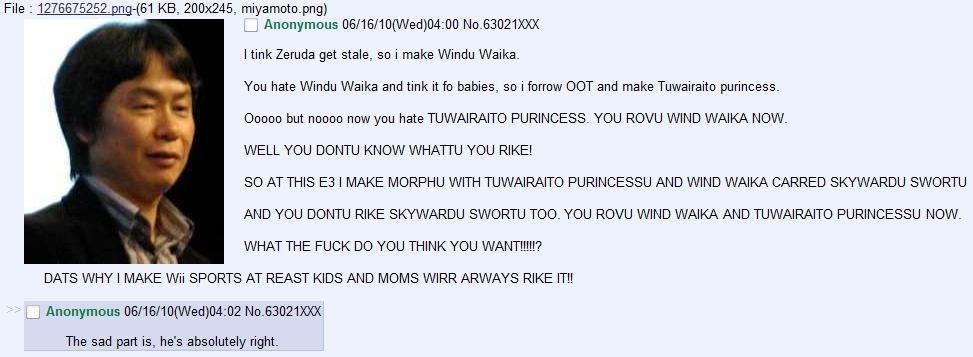 File : 1276675252.png-(61 KB, 200x245, miyamoto.png)
Anonymous 06/16/10(Wed)04:00 No.63021XXX
I tink Zeruda get stale, so i make Windu Waika.
You hate Windu Waika and tink it fo babies, so i forrow OOT and make Tuwairaito purincess.
Ooooo but noooo now you hate TUWAIRAITO PURINCESS. YOU ROVU WIND WAIKA NOW.
WELL YOU DONTU KNOW WHATTU YOU RIKE!
SO AT THIS E3 I MAKE MORPHU WITH TUWAIRAITO PURINCESSU AND WIND WAIKA CARRED SKYWARDU SWORTU
AND YOU DONTU RIKE SKYWARDU SWORTU TOO. YOU ROVU WIND WAIKA AND TUWAIRAITO PURINCESSU NOW.
WHAT THE FUCK DO YOU THINK YOU WANT!!!!!?
DATS WHY I MAKE Wii SPORTS AT REAST KIDS AND MOMS WIRR ARWAYS RIKE IT!!
>> Anonymous 06/16/10(Wed)04:02 No.63021XXX
The sad part is, he's absolutely right.